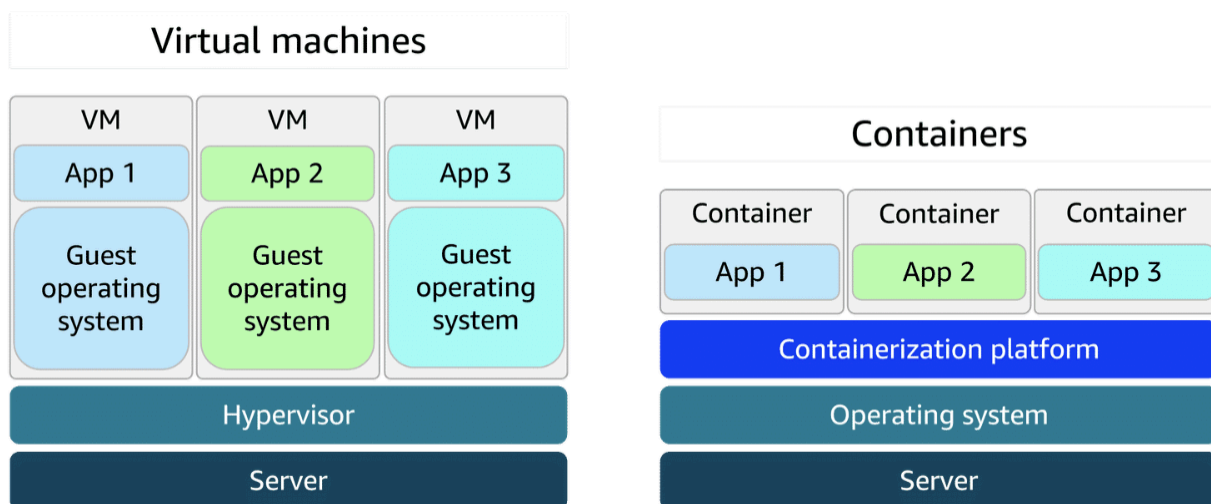 Virtual machines
VM
App 1
Guest
operating
system
VM
App 2
Guest
operating
system
VM
App 3
Guest
operating
system
Hypervisor
Server
Containers
Container
App 1
Container
App 2
Container
App 3
Containerization platform
Operating system
Server